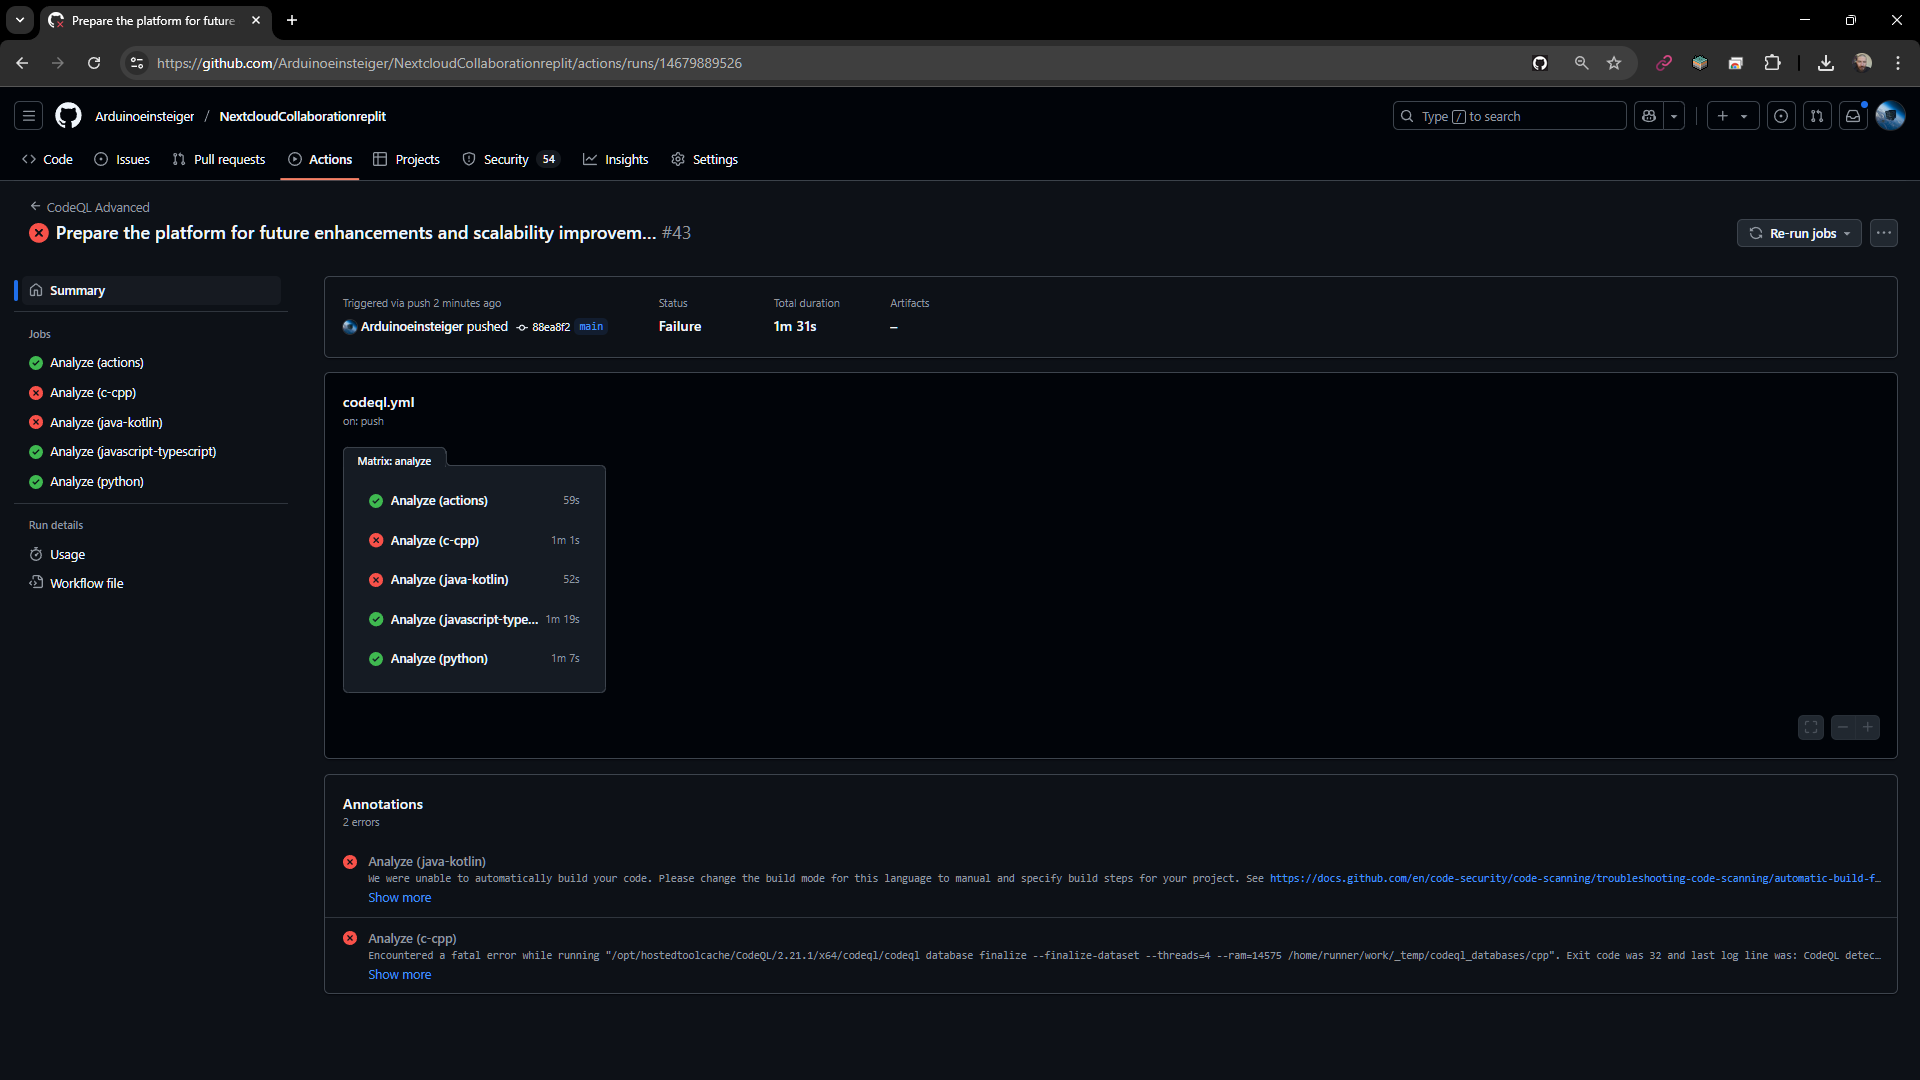 Prepare the platform for future
https://github.com/Arduinoeinsteiger/NextcloudCollaborationreplit/actions/runs/14679889526
Arduinoeinsteiger / NextcloudCollaborationreplit
Type / to search
Code Issues Pull requests Actions Projects Security 54 Insights Settings
CodeQL Advanced
Prepare the platform for future enhancements and scalability improvem... #43
Re-run jobs
Summary
Jobs
Analyze (actions)
Analyze (c-cpp)
Analyze (java-kotlin)
Analyze (javascript-typescript)
Analyze (python)
Run details
Usage
Workflow file
Triggered via push 2 minutes ago
Arduinoeinsteiger pushed 88ea8f2 main
Status
Failure
Total duration
1m 31s
Artifacts
–
codeql.yml
on: push
Matrix: analyze
Analyze (actions) 59s
Analyze (c-cpp) 1m 1s
Analyze (java-kotlin) 52s
Analyze (javascript-type... 1m 19s
Analyze (python) 1m 7s
Annotations
2 errors
Analyze (java-kotlin)
We were unable to automatically build your code. Please change the build mode for this language to manual and specify build steps for your project. See https://docs.github.com/en/code-security/code-scanning/troubleshooting-code-scanning/automatic-build-f…
Show more
Analyze (c-cpp)
Encountered a fatal error while running "/opt/hostedtoolcache/CodeQL/2.21.1/x64/codeql/codeql database finalize --finalize-dataset --threads=4 --ram=14575 /home/runner/work/_temp/codeql_databases/cpp". Exit code was 32 and last log line was: CodeQL detec…
Show more